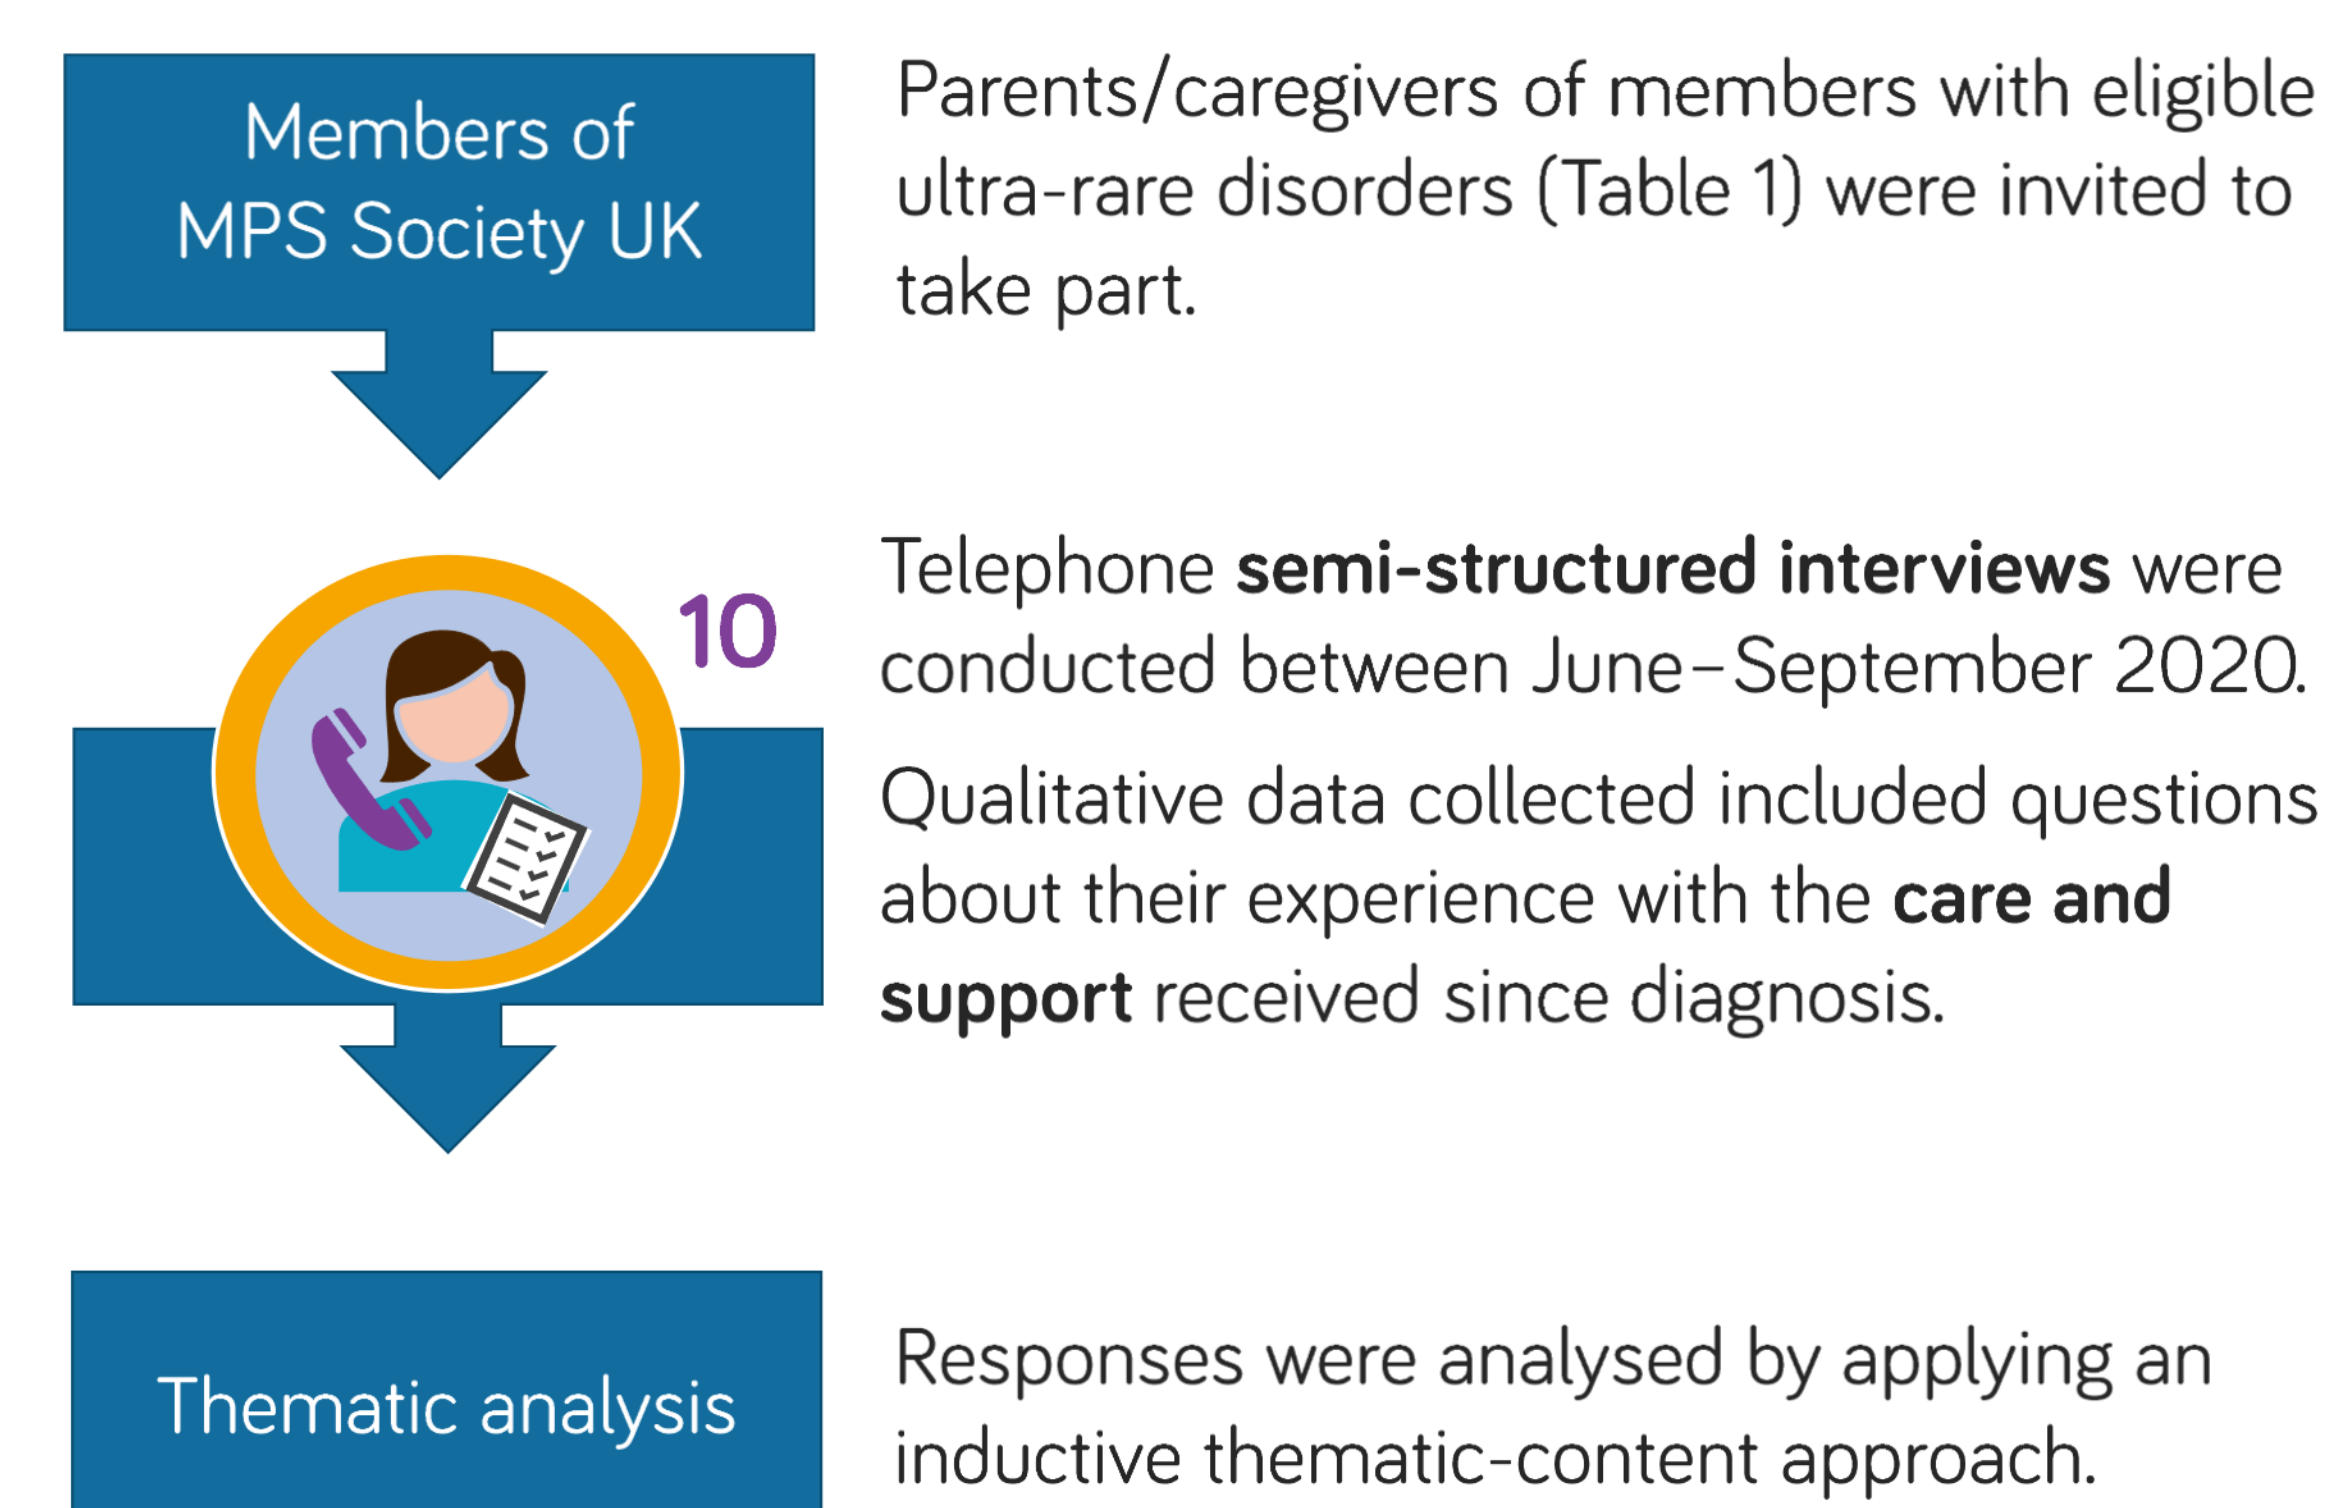 Members of
MPS Society UK
Parents/caregivers of members with eligible
ultra-rare disorders (Table 1) were invited to
take part.
10
Telephone semi-structured interviews were
conducted between June–September 2020.
Qualitative data collected included questions
about their experience with the care and
support received since diagnosis.
Thematic analysis
Responses were analysed by applying an
inductive thematic-content approach.